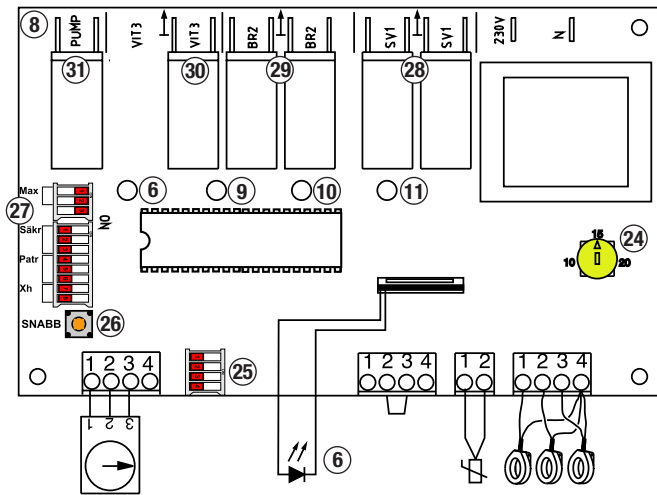 8 PUMP VIT3 VIT3 BR2 BR2 SV1 SV1 230V N
31 30 29 28
Max 6 9 10 11
27 ON
Säkr
Patr
Xh
15 24
10 20
SNABB 26
1 2 3 4 25 1 2 3 4 1 2 1 2 3 4
1 2 3
6